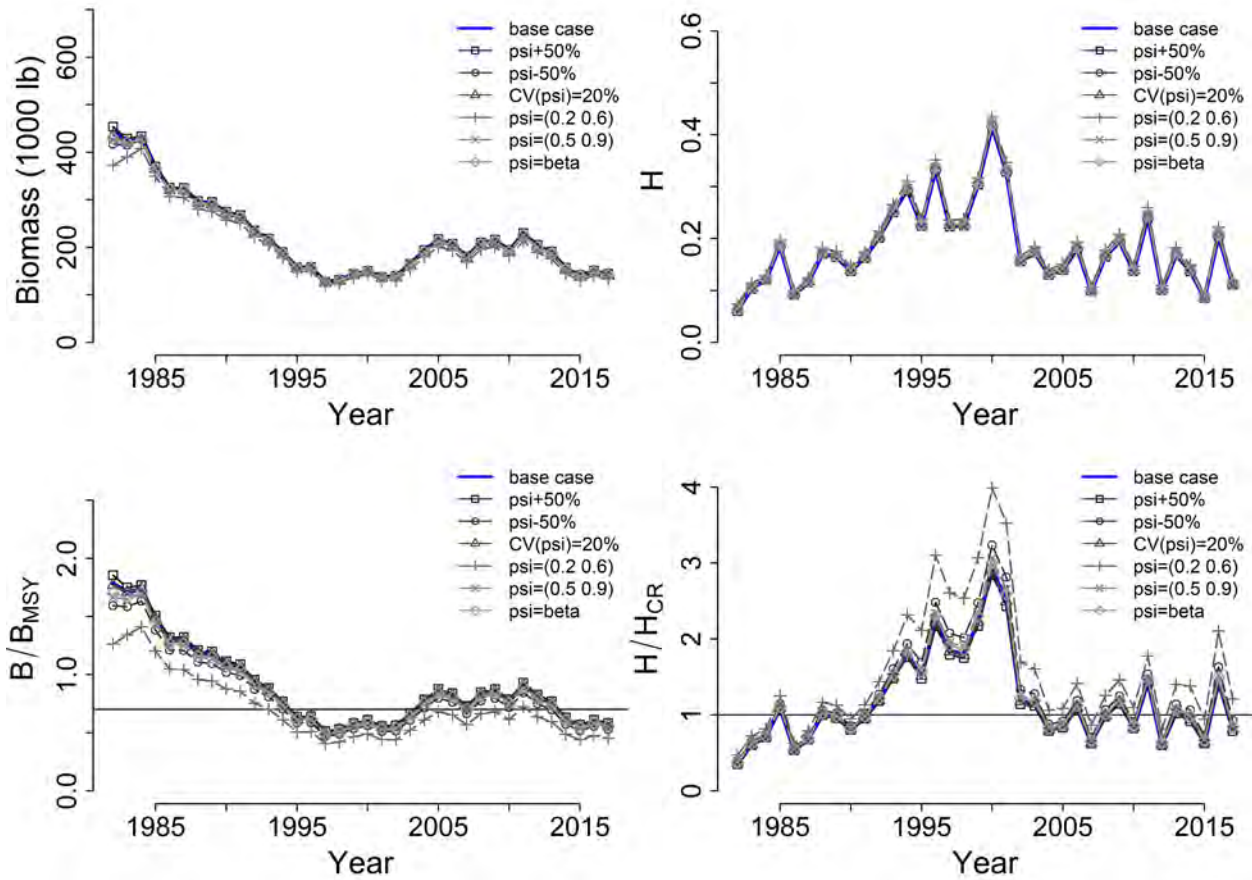 Biomass (1000 lb)
600
400
200
0
base case
psi+50%
psi-50%
CV(psi)=20%
psi=(0.2 0.6)
psi=(0.5 0.9)
psi=beta
1985 1995 2005 2015
Year
H
0.6
0.4
0.2
0.0
base case
psi+50%
psi-50%
CV(psi)=20%
psi=(0.2 0.6)
psi=(0.5 0.9)
psi=beta
1985 1995 2005 2015
Year
B/BMSY
2.0
1.0
0.0
base case
psi+50%
psi-50%
CV(psi)=20%
psi=(0.2 0.6)
psi=(0.5 0.9)
psi=beta
1985 1995 2005 2015
Year
H/HCR
4
3
2
1
0
base case
psi+50%
psi-50%
CV(psi)=20%
psi=(0.2 0.6)
psi=(0.5 0.9)
psi=beta
1985 1995 2005 2015
Year